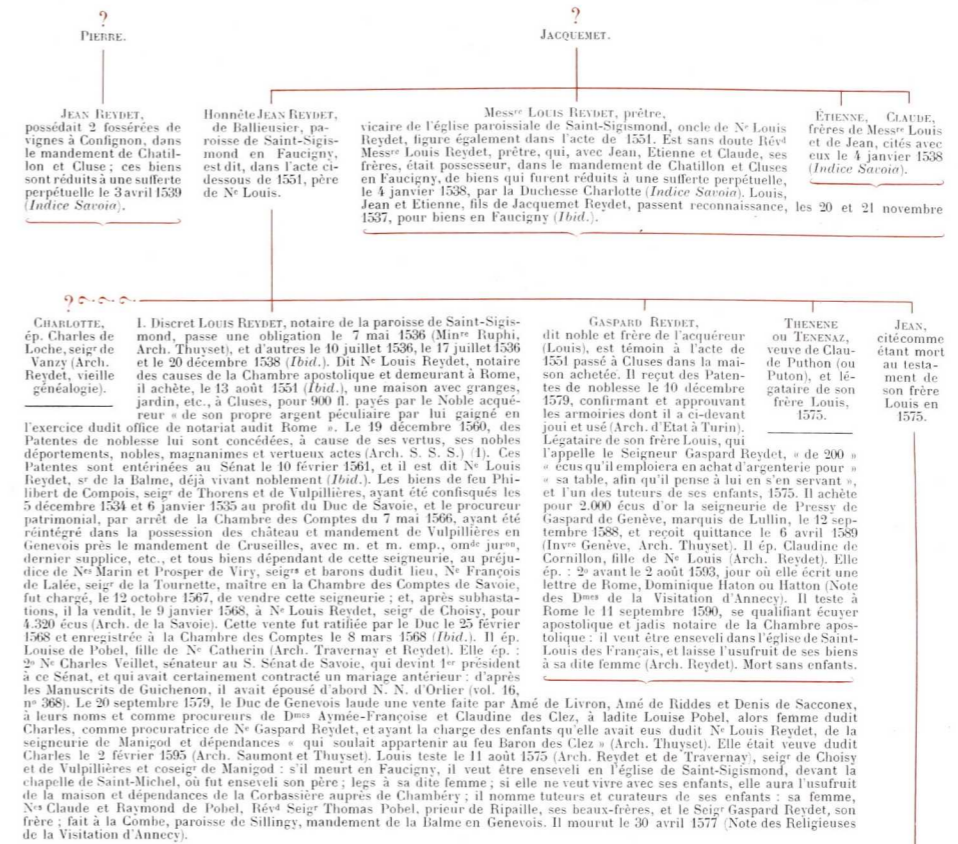 ?
PIERRE.
?
JACQUEMET.
JEAN REYDET,
possédait 2 fossérées de
vignes à Confignon, dans
le mandement de Chatil-
lon et Cluse ; ces biens
sont réduits à une sufferte
perpétuelle le 3 avril 1539
(Indice Savoia).
Honnête JEAN REYDET,
de Ballieusier, pa-
roisse de Saint-Sigis-
mond en Faucigny,
est dit, dans l'acte ci-
dessous de 1551, père
de Nᵉ Louis.
Messʳᵉ LOUIS REYDET, prêtre,
vicaire de l'église paroissiale de Saint-Sigismond, oncle de Nᵉ Louis
Reydet, figure également dans l'acte de 1551. Est sans doute Révᵈ
Messʳᵉ Louis Reydet, prêtre, qui, avec Jean, Etienne et Claude, ses
frères, était possesseur, dans le mandement de Chatillon et Cluses
en Faucigny, de biens qui furent réduits à une sufferte perpétuelle,
le 4 janvier 1538, par la Duchesse Charlotte (Indice Savoia). Louis,
Jean et Etienne, fils de Jacquemet Reydet, passent reconnaissance, les 20 et 21 novembre
1537, pour biens en Faucigny (Ibid.).
ÉTIENNE, CLAUDE,
frères de Messʳᵉ Louis
et de Jean, cités avec
eux le 4 janvier 1538
(Indice Savoia).
?
CHARLOTTE,
ép. Charles de
Loche, seigʳ de
Vanzy (Arch.
Reydet, vieille
généalogie).
I. Discret LOUIS REYDET, notaire de la paroisse de Saint-Sigis-
mond, passe une obligation le 7 mai 1536 (Minʳᵉ Ruphi,
Arch. Thuyset), et d'autres le 10 juillet 1536, le 17 juillet 1536
et le 20 décembre 1538 (Ibid.). Dit Nᵉ Louis Reydet, notaire
des causes de la Chambre apostolique et demeurant à Rome,
il achète, le 13 août 1551 (Ibid.), une maison avec granges,
jardin, etc., à Cluses, pour 900 fl. payés par le Noble acqué-
reur « de son propre argent péculiaire par lui gaigné en
l'exercice dudit office de notariat audit Rome ». Le 19 décembre 1560, des
Patentes de noblesse lui sont concédées, à cause de ses vertus, ses nobles
déportements, nobles, magnanimes et vertueux actes (Arch. S. S. S.) (1). Ces
Patentes sont entérinées au Sénat le 10 février 1561, et il est dit Nᵉ Louis
Reydet, sʳ de la Balme, déjà vivant noblement (Ibid.). Les biens de feu Phi-
libert de Compois, seigʳ de Thorens et de Vulpillières, ayant été confisqués les
5 décembre 1534 et 6 janvier 1535 au profit du Duc de Savoie, et le procureur
patrimonial, par arrêt de la Chambre des Comptes du 7 mai 1566, ayant été
réintégré dans la possession des château et mandement de Vulpillières en
Genevois près le mandement de Cruseilles, avec m. et m. emp., omᵈᵉ juroⁿ,
dernier supplice, etc., et tous biens dépendant de cette seigneurie, au préju-
dice de Nᵉˢ Marin et Prosper de Viry, seigʳˢ et barons dudit lieu, Nᵉ François
de Lalée, seigʳ de la Tournette, maître en la Chambre des Comptes de Savoie,
fut chargé, le 12 octobre 1567, de vendre cette seigneurie ; et, après subhasta-
tions, il la vendit, le 9 janvier 1568, à Nᵉ Louis Reydet, seigʳ de Choisy, pour
4.320 écus (Arch. de la Savoie). Cette vente fut ratifiée par le Duc le 25 février
1568 et enregistrée à la Chambre des Comptes le 8 mars 1568 (Ibid.). Il ép.
Louise de Pobel, fille de Nᵉ Catherin (Arch. Travernay et Reydet). Elle ép. :
2º Nᵉ Charles Veillet, sénateur au S. Sénat de Savoie, qui devint 1ᵉʳ président
à ce Sénat, et qui avait certainement contracté un mariage antérieur : d'après
les Manuscrits de Guichenon, il avait épousé d'abord N. N. d'Orlier (vol. 16,
nº 368). Le 20 septembre 1579, le Duc de Genevois laude une vente faite par Amé de Livron, Amé de Riddes et Denis de Sacconex,
à leurs noms et comme procureurs de Dᵐᵉˢ Aymée-Françoise et Claudine des Clez, à ladite Louise Pobel, alors femme dudit
Charles, comme procuratrice de Nᵉ Gaspard Reydet, et ayant la charge des enfants qu'elle avait eus dudit Nᵉ Louis Reydet, de la
seigneurie de Manigod et dépendances « qui soulait appartenir au feu Baron des Clez » (Arch. Thuyset). Elle était veuve dudit
Charles le 2 février 1595 (Arch. Saumont et Thuyset). Louis teste le 11 août 1575 (Arch. Reydet et de Travernay), seigʳ de Choisy
et de Vulpillières et coseigʳ de Manigod : s'il meurt en Faucigny, il veut être enseveli en l'église de Saint-Sigismond, devant la
chapelle de Saint-Michel, où fut enseveli son père ; legs à sa dite femme ; si elle ne veut vivre avec ses enfants, elle aura l'usufruit
de la maison et dépendances de la Corbassière auprès de Chambéry ; il nomme tuteurs et curateurs de ses enfants : sa femme,
Nᵉˢ Claude et Raymond de Pobel, Révᵈ Seigʳ Thomas Pobel, prieur de Ripaille, ses beaux-frères, et le Seigʳ Gaspard Reydet, son
frère ; fait à la Combe, paroisse de Sillingy, mandement de la Balme en Genevois. Il mourut le 30 avril 1577 (Note des Religieuses
de la Visitation d'Annecy).
GASPARD REYDET,
dit noble et frère de l'acquéreur
(Louis), est témoin à l'acte de
1551 passé à Cluses dans la mai-
son achetée. Il reçut des Paten-
tes de noblesse le 10 décembre
1579, confirmant et approuvant
les armoiries dont il a ci-devant
joui et usé (Arch. d'Etat à Turin).
Légataire de son frère Louis, qui
l'appelle le Seigneur Gaspard Reydet, « de 200 »
« écus qu'il emploiera en achat d'argenterie pour »
« sa table, afin qu'il pense à lui en s'en servant »,
et l'un des tuteurs de ses enfants, 1575. Il achète
pour 2.000 écus d'or la seigneurie de Pressy de
Gaspard de Genève, marquis de Lullin, le 12 sep-
tembre 1588, et reçoit quittance le 6 avril 1589
(Invʳᵉ Genève, Arch. Thuyset). Il ép. Claudine de
Cornillon, fille de Nᵉ Louis (Arch. Reydet). Elle
ép. : 2º avant le 2 août 1593, jour où elle écrit une
lettre de Rome, Dominique Haton ou Hatton (Note
des Dᵐᵉˢ de la Visitation d'Annecy). Il teste à
Rome le 11 septembre 1590, se qualifiant écuyer
apostolique et jadis notaire de la Chambre apos-
tolique : il veut être enseveli dans l'église de Saint-
Louis des Français, et laisse l'usufruit de ses biens
à sa dite femme (Arch. Reydet). Mort sans enfants.
THENENE
ou TENENAZ,
veuve de Clau-
de Puthon (ou
Puton), et lé-
gataire de son
frère Louis,
1575.
JEAN,
cité comme
étant mort
au testa-
ment de
son frère
Louis en
1575.